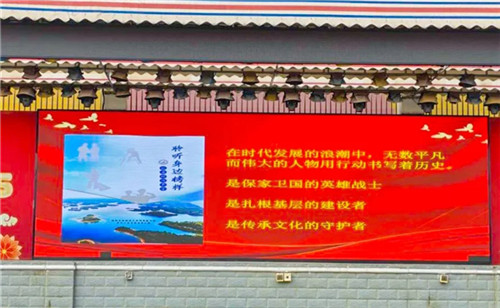 聆听身边榜样
在时代发展的浪潮中，无数平凡
而伟大的人物用行动书写着历史。
是保家卫国的英雄战士
是扎根基层的建设者
是传承文化的守护者
5